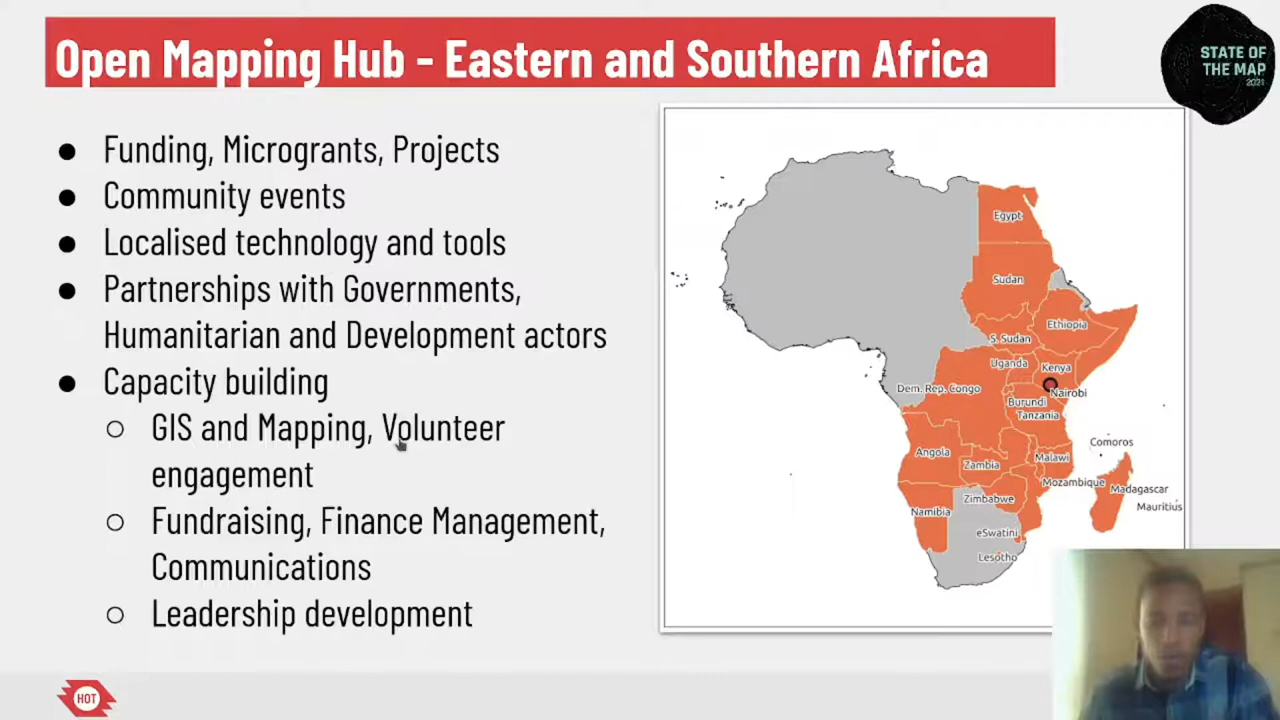 Open Mapping Hub - Eastern and Southern Africa
STATE OF
THE MAP
2021
● Funding, Microgrants, Projects
● Community events
● Localised technology and tools
● Partnerships with Governments,
Humanitarian and Development actors
● Capacity building
○ GIS and Mapping, Volunteer
engagement
○ Fundraising, Finance Management,
Communications
○ Leadership development
Egypt
Sudan
Ethiopia
S. Sudan
Uganda
Kenya
Dem. Rep. Congo
Nairobi
Burundi
Tanzania
Comoros
Angola
Malawi
Zambia
Mozambique
Madagascar
Zimbabwe
Mauritius
Namibia
eSwatini
Lesotho
HOT